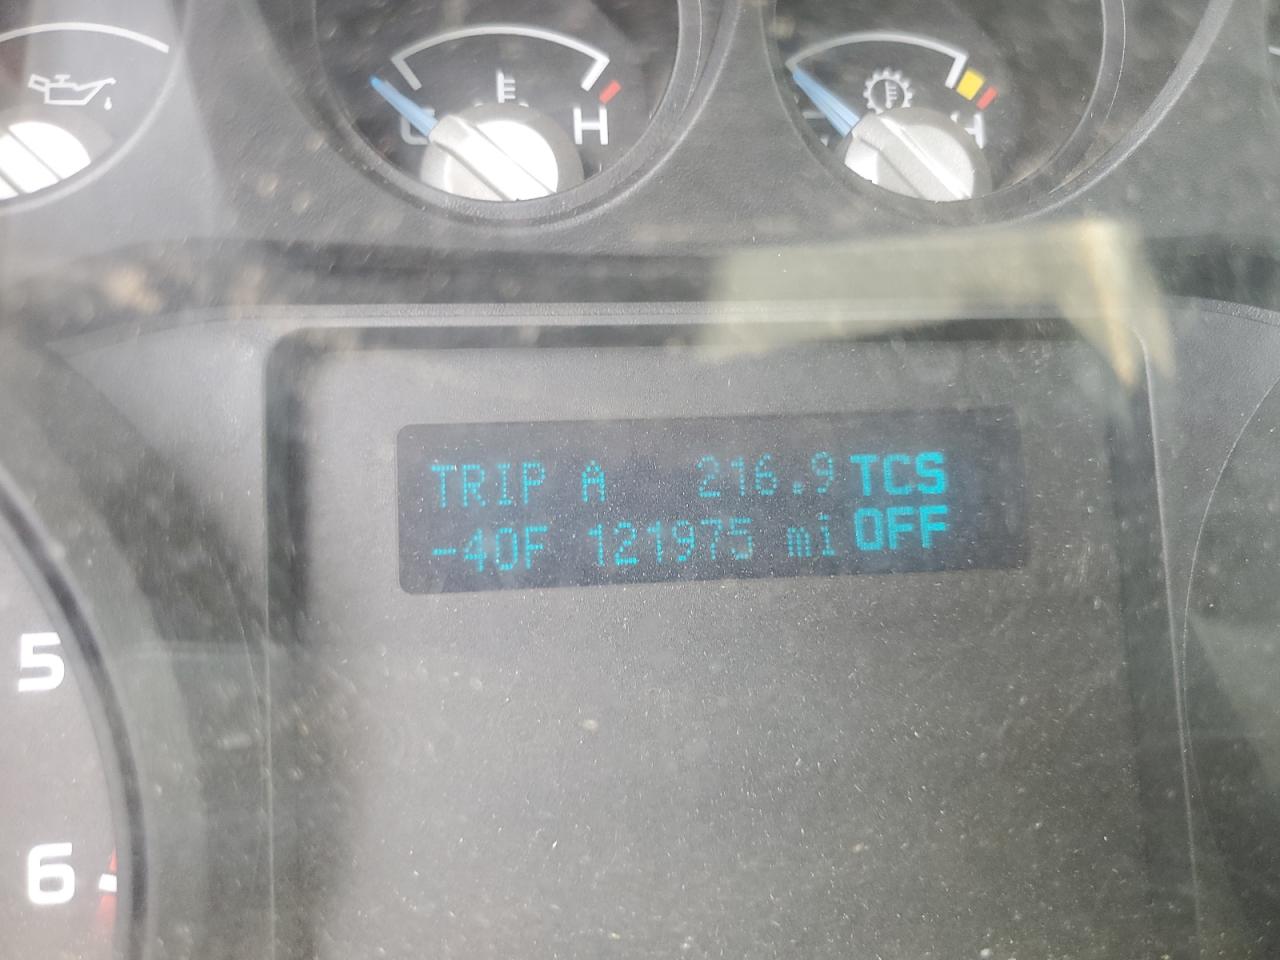 C H
H
TRIP A 216.9 TCS
-40F 121975 mi OFF
5
6